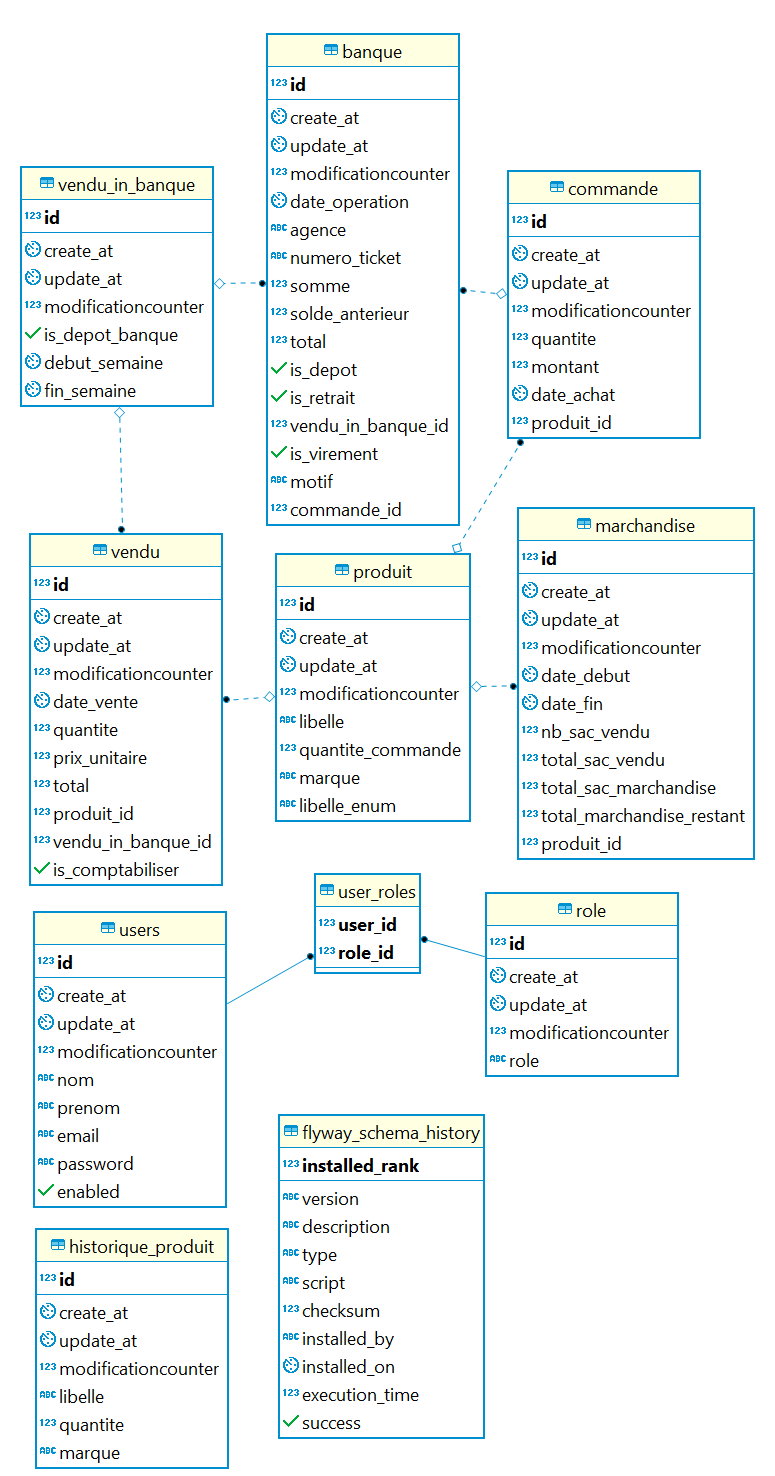 banque
123 id
create_at
update_at
123 modificationcounter
date_operation
ABC agence
ABC numero_ticket
123 somme
123 solde_anterieur
123 total
is_depot
is_retrait
123 vendu_in_banque_id
is_virement
ABC motif
123 commande_id
vendu_in_banque
123 id
create_at
update_at
123 modificationcounter
is_depot_banque
debut_semaine
fin_semaine
commande
123 id
create_at
update_at
123 modificationcounter
123 quantite
123 montant
date_achat
123 produit_id
vendu
123 id
create_at
update_at
123 modificationcounter
date_vente
123 quantite
123 prix_unitaire
123 total
123 produit_id
123 vendu_in_banque_id
is_comptabiliser
produit
123 id
create_at
update_at
123 modificationcounter
ABC libelle
123 quantite_commande
ABC marque
ABC libelle_enum
marchandise
123 id
create_at
update_at
123 modificationcounter
date_debut
date_fin
123 nb_sac_vendu
123 total_sac_vendu
123 total_sac_marchandise
123 total_marchandise_restant
123 produit_id
user_roles
123 user_id
123 role_id
role
123 id
create_at
update_at
123 modificationcounter
ABC role
users
123 id
create_at
update_at
123 modificationcounter
ABC nom
ABC prenom
ABC email
ABC password
enabled
flyway_schema_history
123 installed_rank
ABC version
ABC description
ABC type
ABC script
123 checksum
ABC installed_by
installed_on
123 execution_time
success
historique_produit
123 id
create_at
update_at
123 modificationcounter
ABC libelle
123 quantite
ABC marque